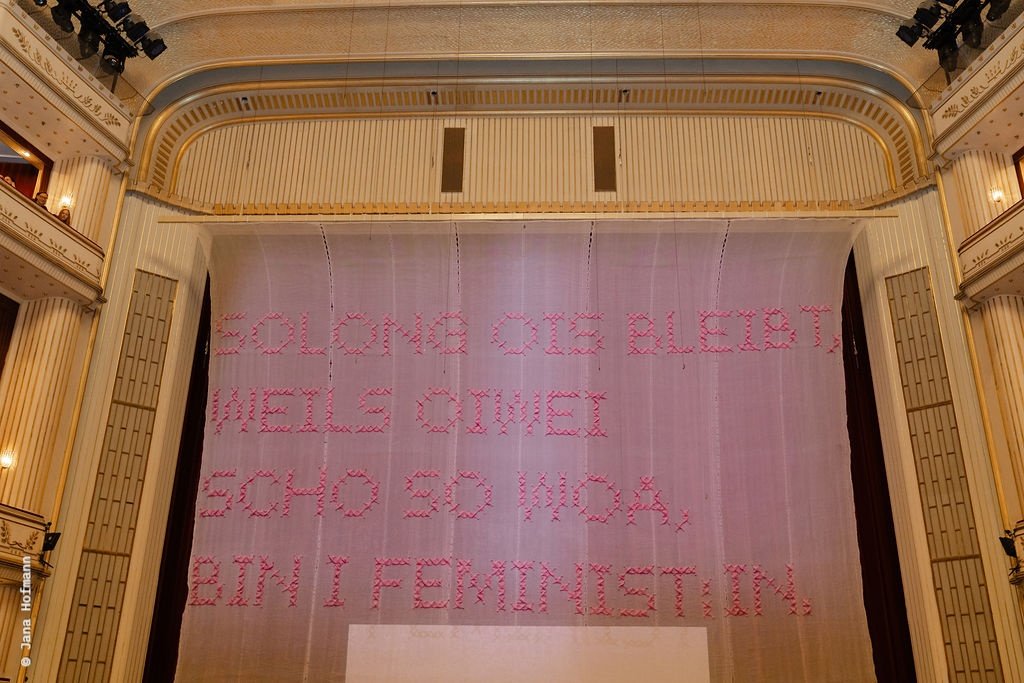 SOLONG OIS BLEIBT,
WEILS OIWEI
SCHO SO WOA,
BIN I FEMINIST:IN.
© Jana Hofmann